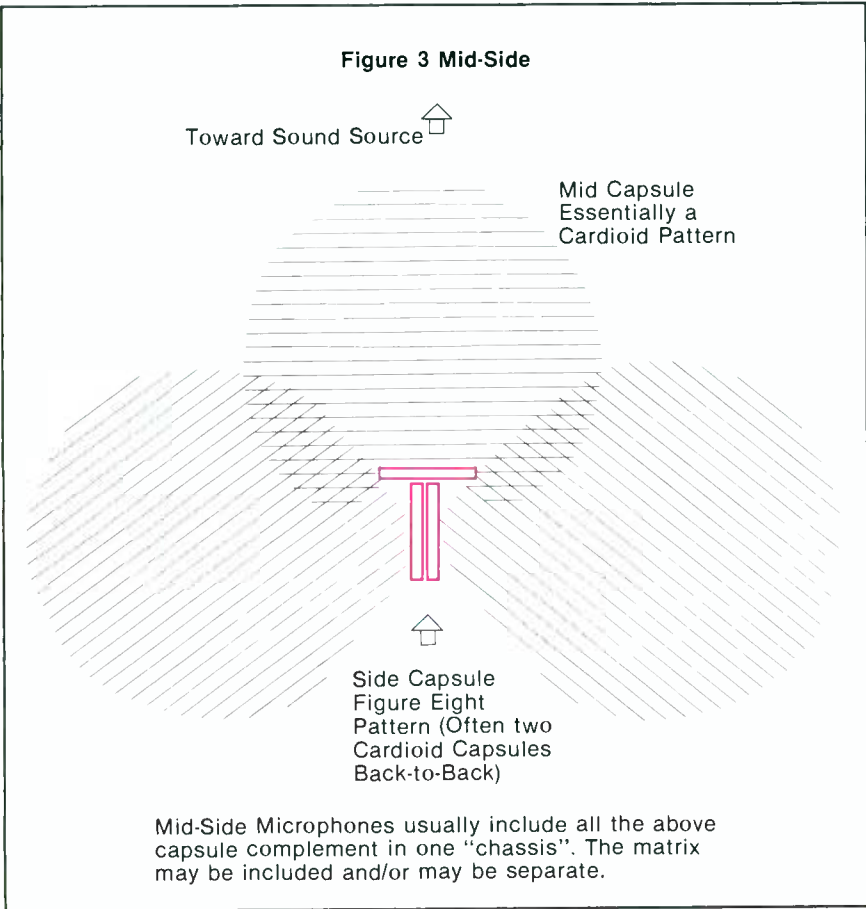 Figure 3 Mid-Side
Toward Sound Source
Mid Capsule
Essentially a
Cardioid Pattern
Side Capsule
Figure Eight
Pattern (Often two
Cardioid Capsules
Back-to-Back)
Mid-Side Microphones usually include all the above
capsule complement in one “chassis”. The matrix
may be included and/or may be separate.